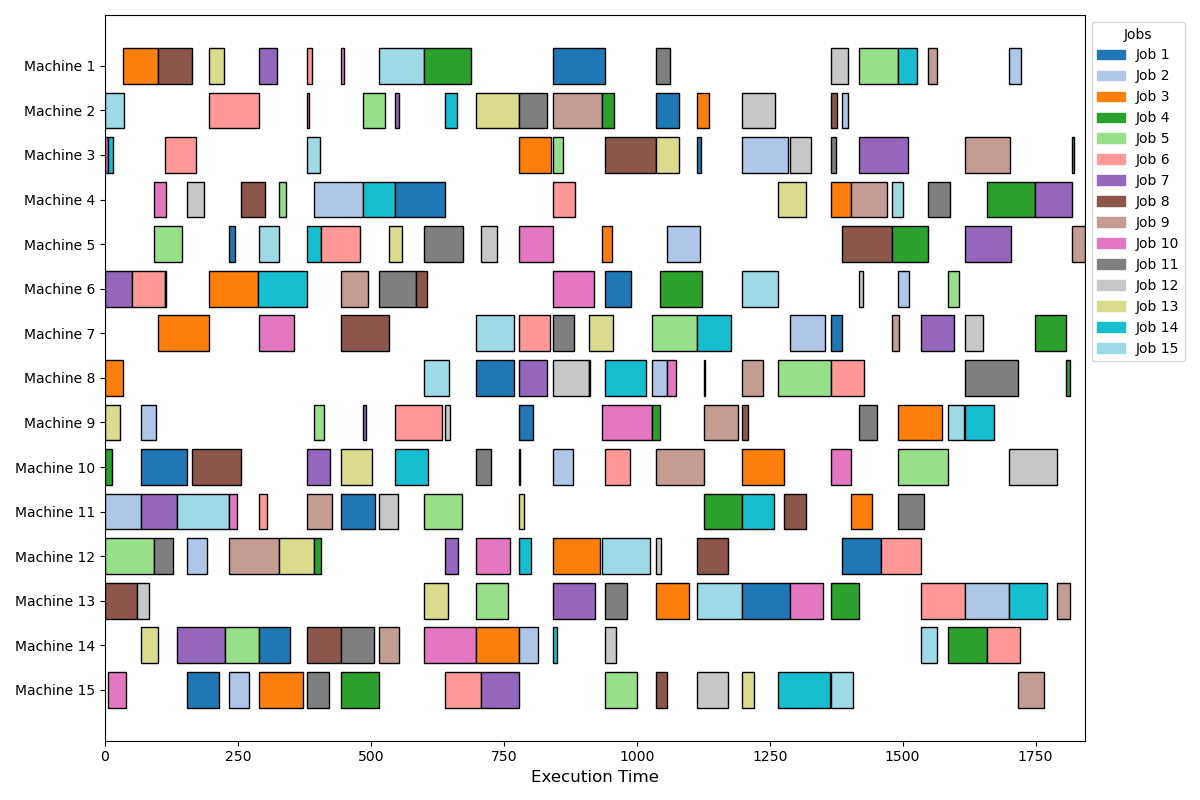 Machine 1
Machine 2
Machine 3
Machine 4
Machine 5
Machine 6
Machine 7
Machine 8
Machine 9
Machine 10
Machine 11
Machine 12
Machine 13
Machine 14
Machine 15
0 250 500 750 1000 1250 1500 1750
Execution Time
Jobs
Job 1
Job 2
Job 3
Job 4
Job 5
Job 6
Job 7
Job 8
Job 9
Job 10
Job 11
Job 12
Job 13
Job 14
Job 15